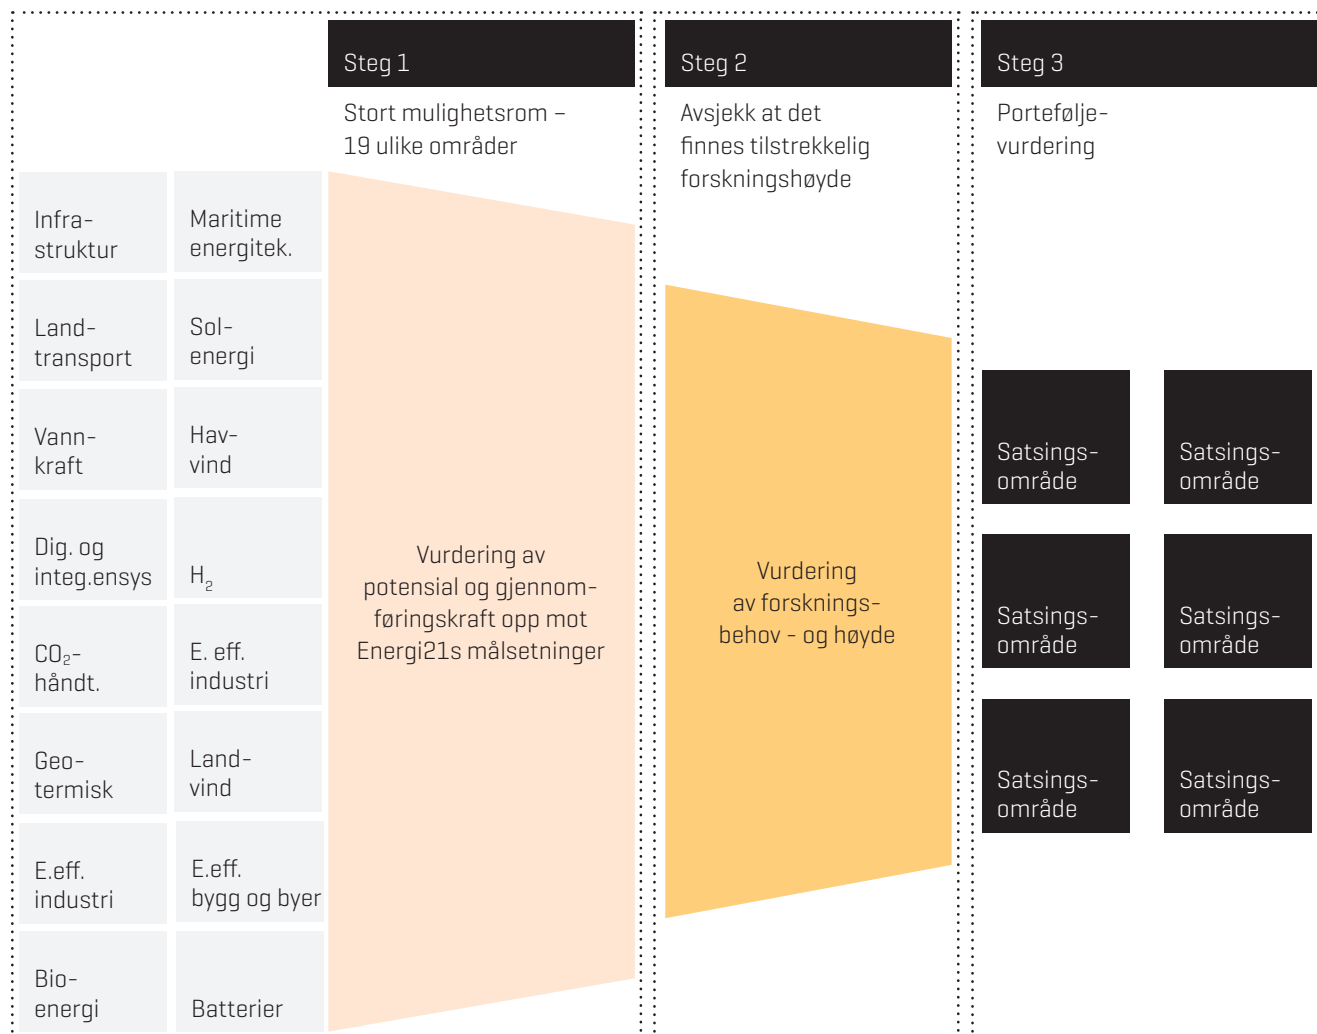 Steg 1
Stort mulighetsrom –
19 ulike områder
Steg 2
Avsjekk at det
finnes tilstrekkelig
forskningshøyde
Steg 3
Portefølje-
vurdering
Infra-
struktur
Maritime
energitek.
Land-
transport
Sol-
energi
Vann-
kraft
Hav-
vind
Dig. og
integ.ensys
H₂
CO₂-
håndt.
E. eff.
industri
Geo-
termisk
Land-
vind
E.eff.
industri
E.eff.
bygg og byer
Bio-
energi
Batterier
Vurdering av
potensial og gjennom-
føringskraft opp mot
Energi21s målsetninger
Vurdering
av forsknings-
behov - og høyde
Satsings-
område
Satsings-
område
Satsings-
område
Satsings-
område
Satsings-
område
Satsings-
område